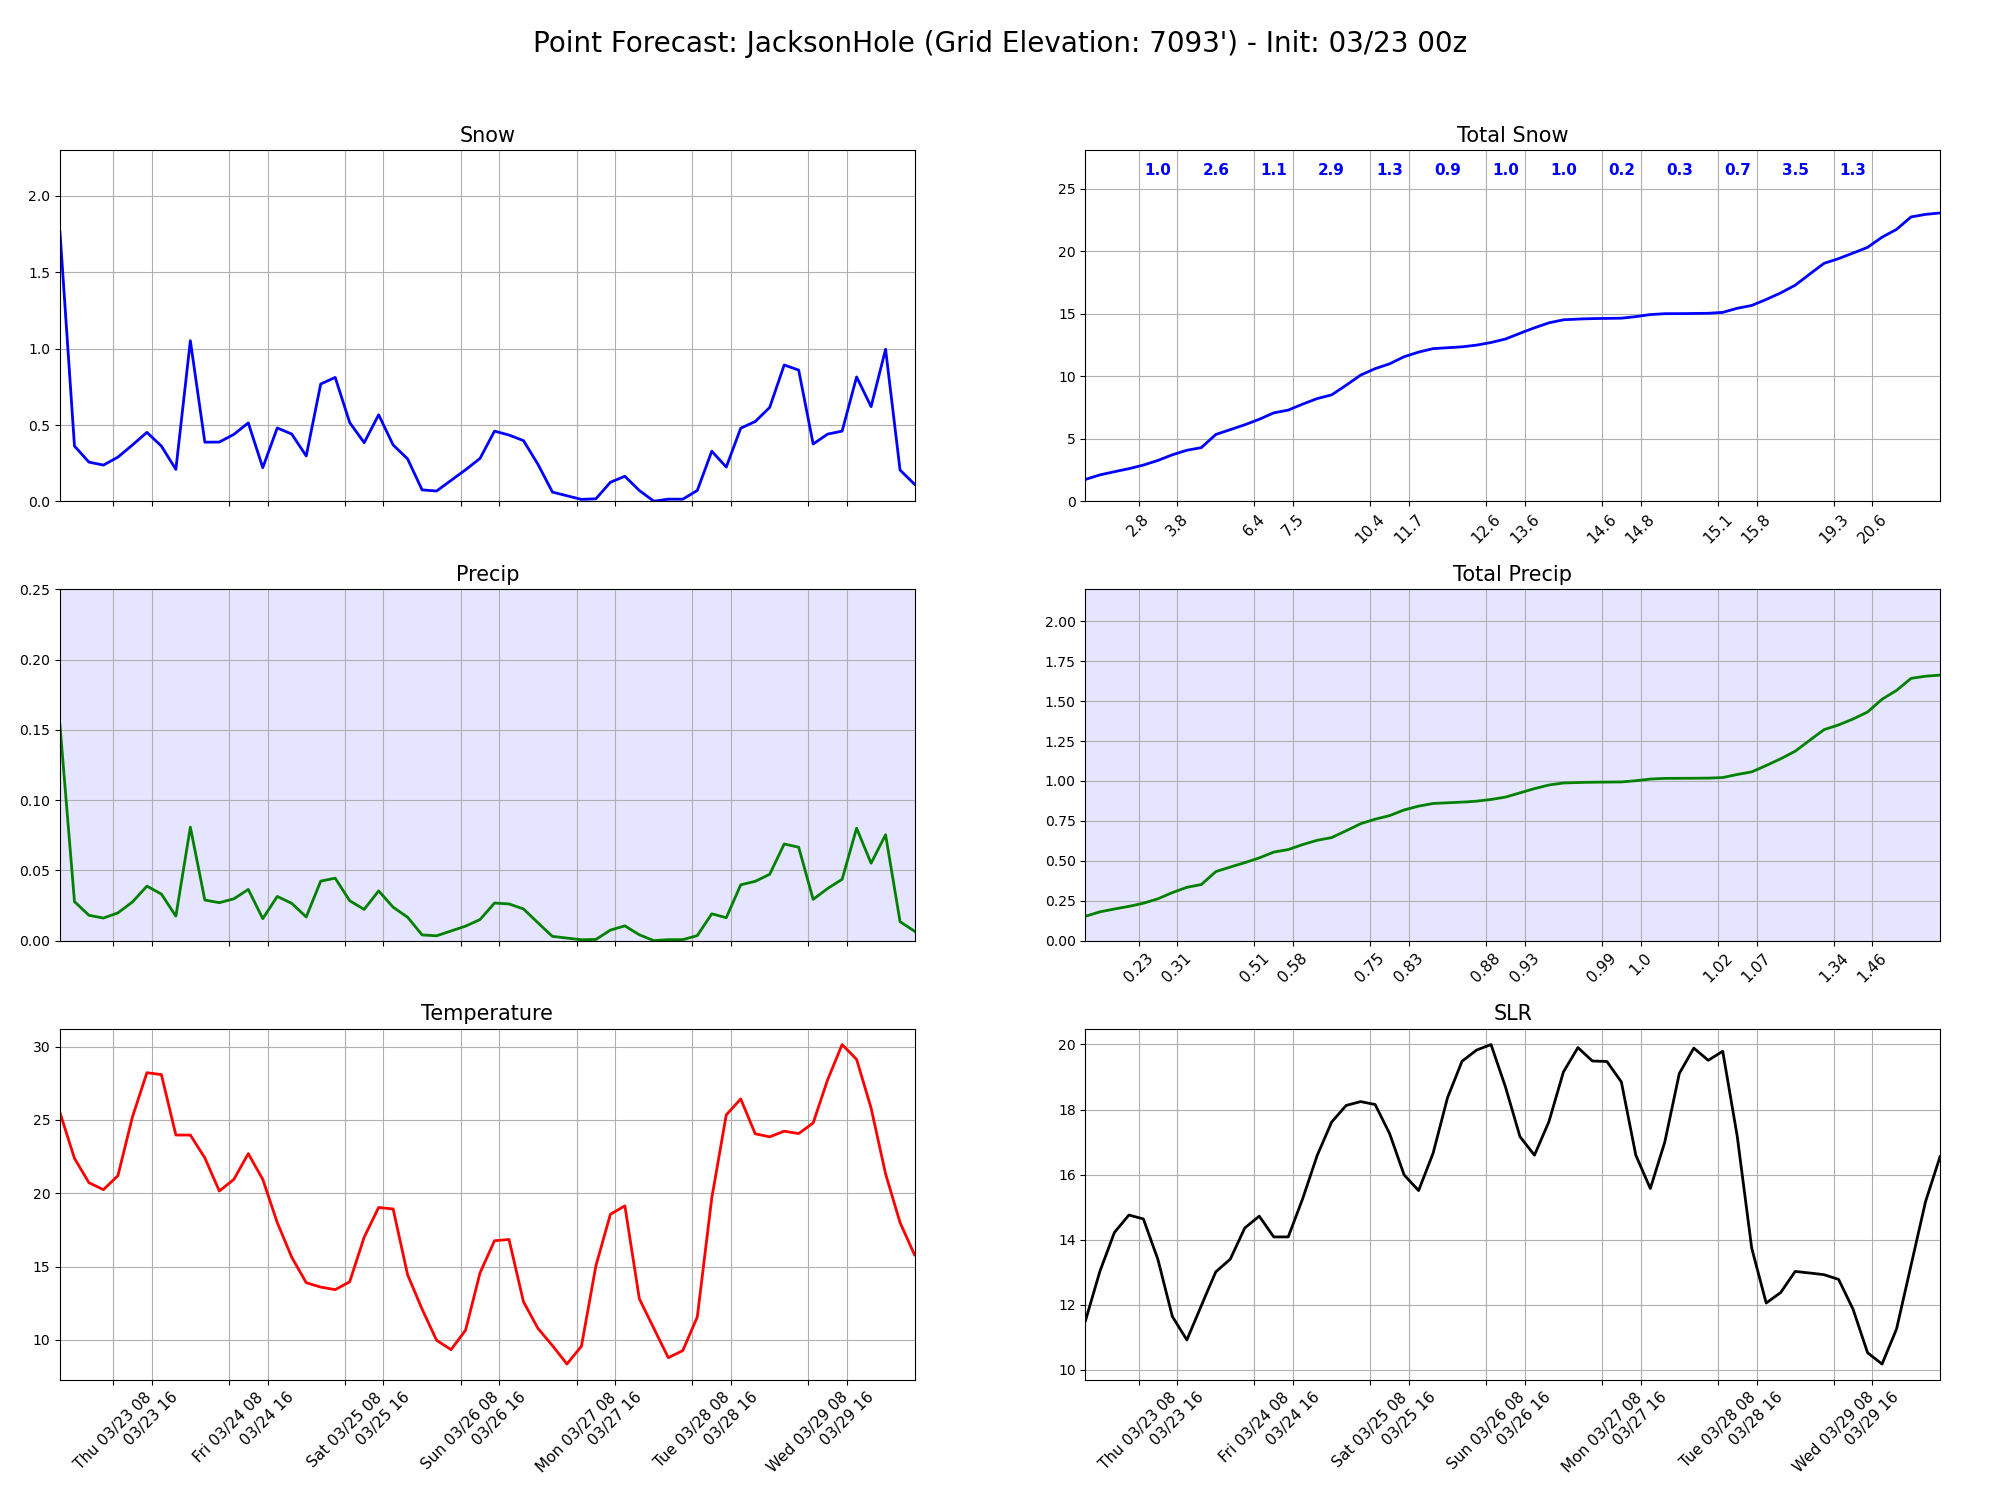 Point Forecast: JacksonHole (Grid Elevation: 7093') - Init: 03/23 00z
Snow
2.0
1.5
1.0
0.5
0.0
Total Snow
1.0 2.6 1.1 2.9 1.3 0.9 1.0 1.0 0.2 0.3 0.7 3.5 1.3
25
20
15
10
5
0
2.8 3.8 6.4 7.5 10.4 11.7 12.6 13.6 14.6 14.8 15.1 15.8 19.3 20.6
Precip
0.25
0.20
0.15
0.10
0.05
0.00
Total Precip
2.00
1.75
1.50
1.25
1.00
0.75
0.50
0.25
0.00
0.23 0.31 0.51 0.58 0.75 0.83 0.88 0.93 0.99 1.0 1.02 1.07 1.34 1.46
Temperature
30
25
20
15
10
Thu 03/23 08
03/23 16
Fri 03/24 08
03/24 16
Sat 03/25 08
03/25 16
Sun 03/26 08
03/26 16
Mon 03/27 08
03/27 16
Tue 03/28 08
03/28 16
Wed 03/29 08
03/29 16
SLR
20
18
16
14
12
10
Thu 03/23 08
03/23 16
Fri 03/24 08
03/24 16
Sat 03/25 08
03/25 16
Sun 03/26 08
03/26 16
Mon 03/27 08
03/27 16
Tue 03/28 08
03/28 16
Wed 03/29 08
03/29 16